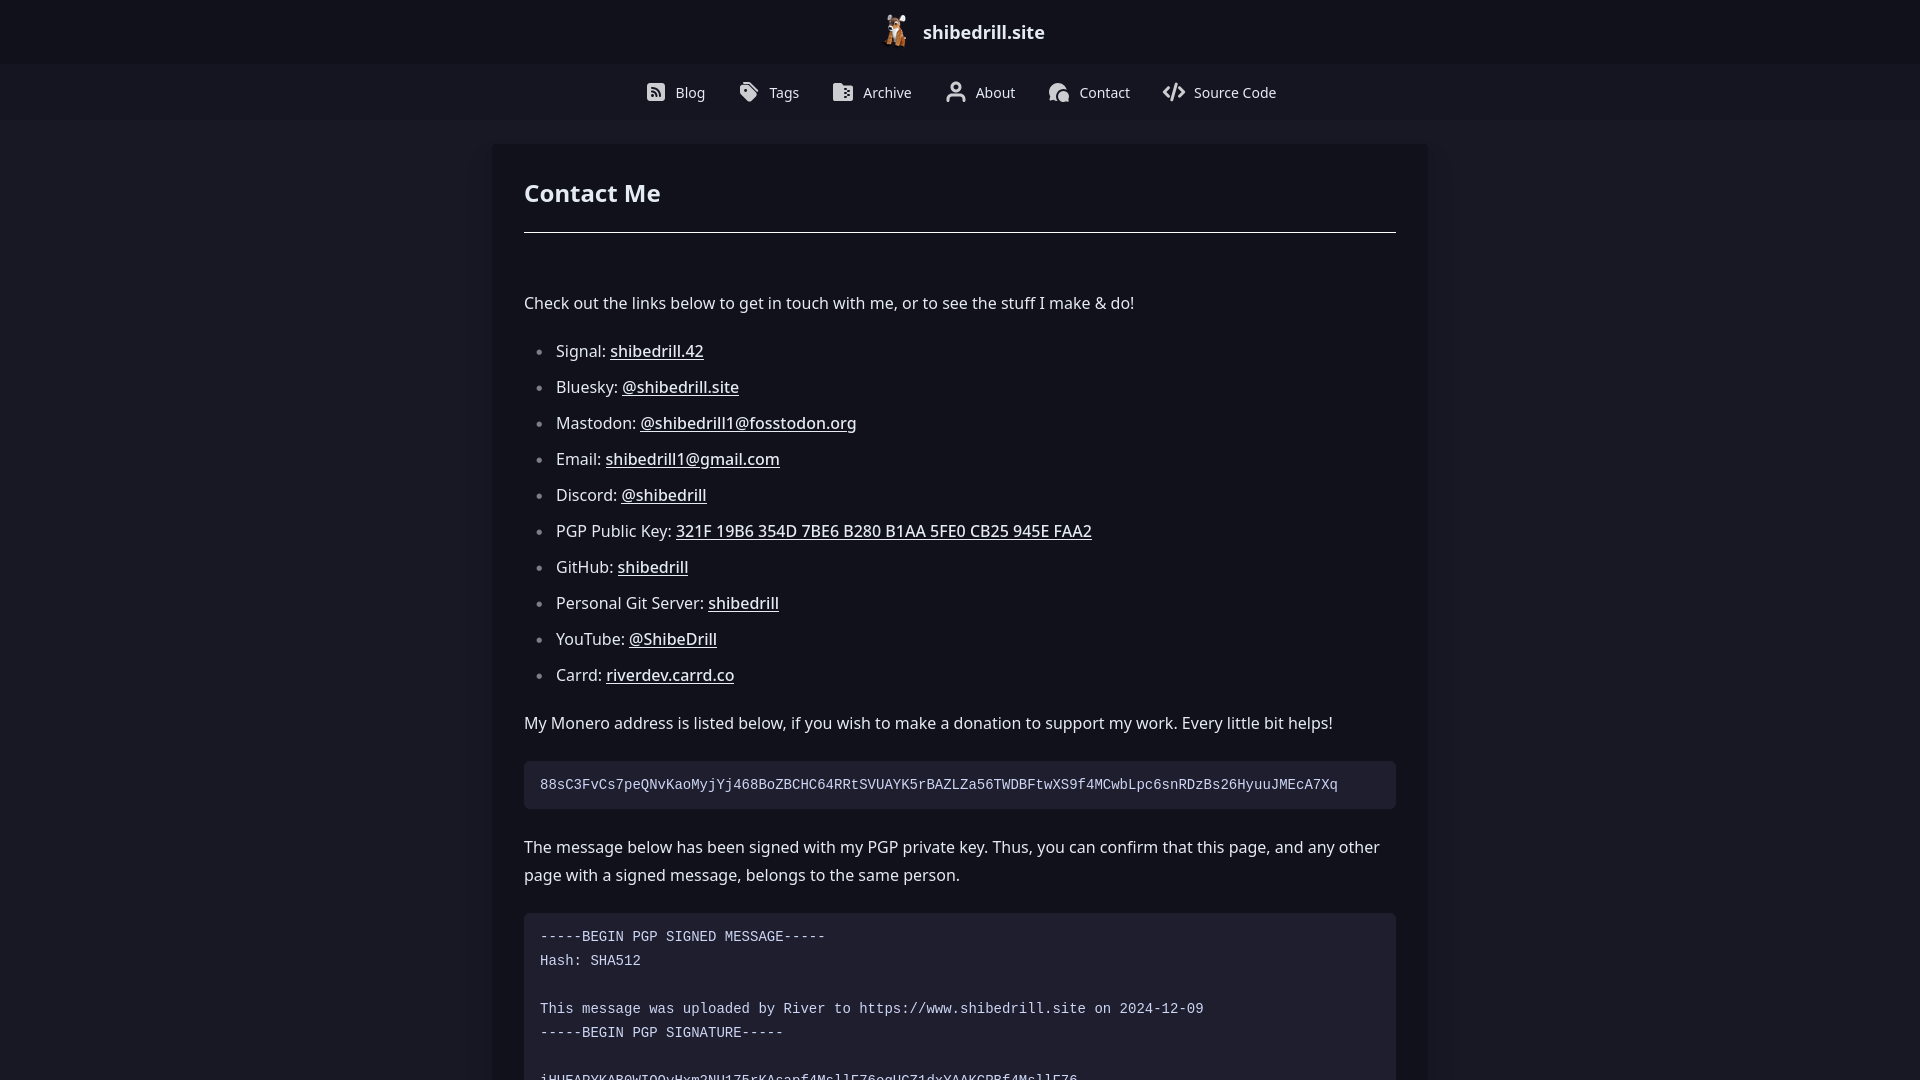 shibedrill.site
Blog
Tags
Archive
About
Contact
Source Code
Contact Me
Check out the links below to get in touch with me, or to see the stuff I make & do!
Signal: shibedrill.42
Bluesky: @shibedrill.site
Mastodon: @shibedrill1@fosstodon.org
Email: shibedrill1@gmail.com
Discord: @shibedrill
PGP Public Key: 321F 19B6 354D 7BE6 B280 B1AA 5FE0 CB25 945E FAA2
GitHub: shibedrill
Personal Git Server: shibedrill
YouTube: @ShibeDrill
Carrd: riverdev.carrd.co
My Monero address is listed below, if you wish to make a donation to support my work. Every little bit helps!
88sC3FvCs7peQNvKaoMyjYj468BoZBCHC64RRtSVUAYK5rBAZLZa56TWDBFtwXS9f4MCwbLpc6snRDzBs26HyuuJMEcA7Xq
The message below has been signed with my PGP private key. Thus, you can confirm that this page, and any other
page with a signed message, belongs to the same person.
-----BEGIN PGP SIGNED MESSAGE-----
Hash: SHA512
This message was uploaded by River to https://www.shibedrill.site on 2024-12-09
-----BEGIN PGP SIGNATURE-----